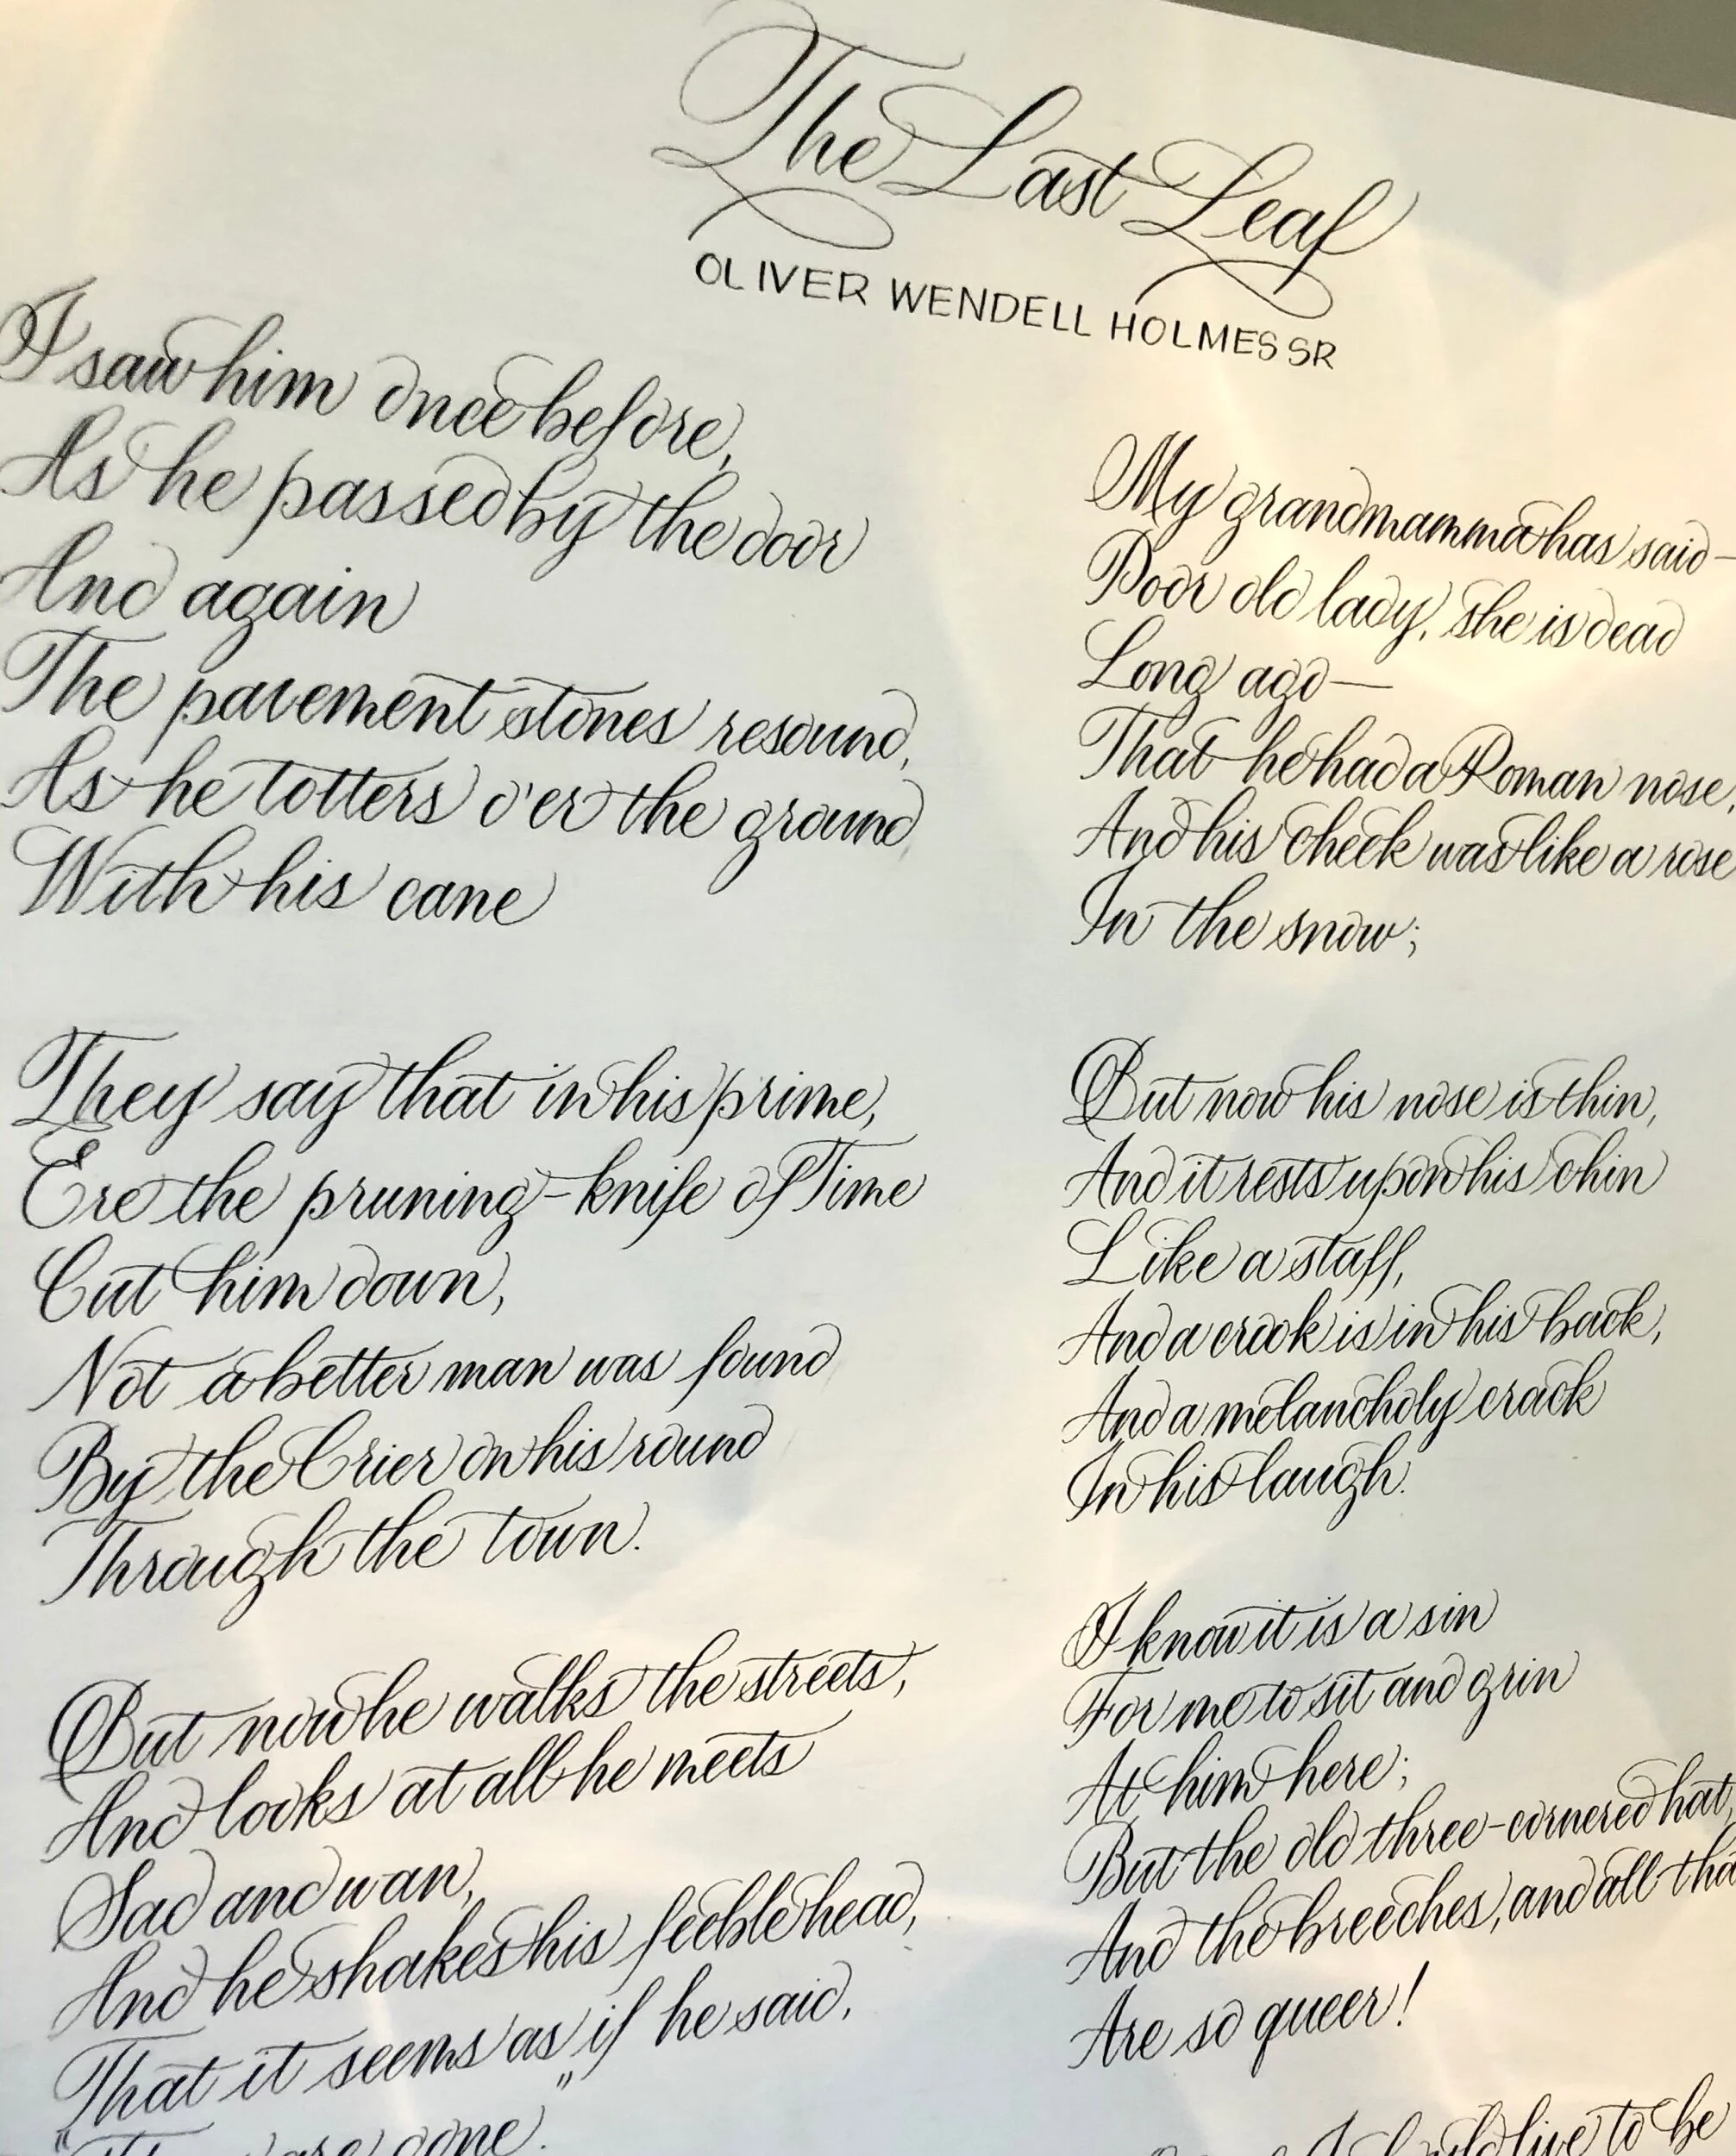 The Last Leaf
OLIVER WENDELL HOLMES SR
I saw him once before,
As he passed by the door
And again
The pavement stones resound,
As he totters o'er the ground
With his cane
They say that in his prime,
Ere the pruning-knife of Time
Cut him down,
Not a better man was found
By the Crier on his round
Through the town.
But now he walks the streets,
And looks at all he meets
Sad and wan,
And he shakes his feeble head,
That it seems as if he said,
"They are gone."
My grandmamma has said—
Poor old lady, she is dead
Long ago—
That he had a Roman nose,
And his cheek was like a rose
In the snow;
But now his nose is thin,
And it rests upon his chin
Like a staff,
And a crook is in his back,
And a melancholy crack
In his laugh.
I know it is a sin
For me to sit and grin
At him here;
But the old three-cornered hat,
And the breeches, and all tha
Are so queer!
I should live to be